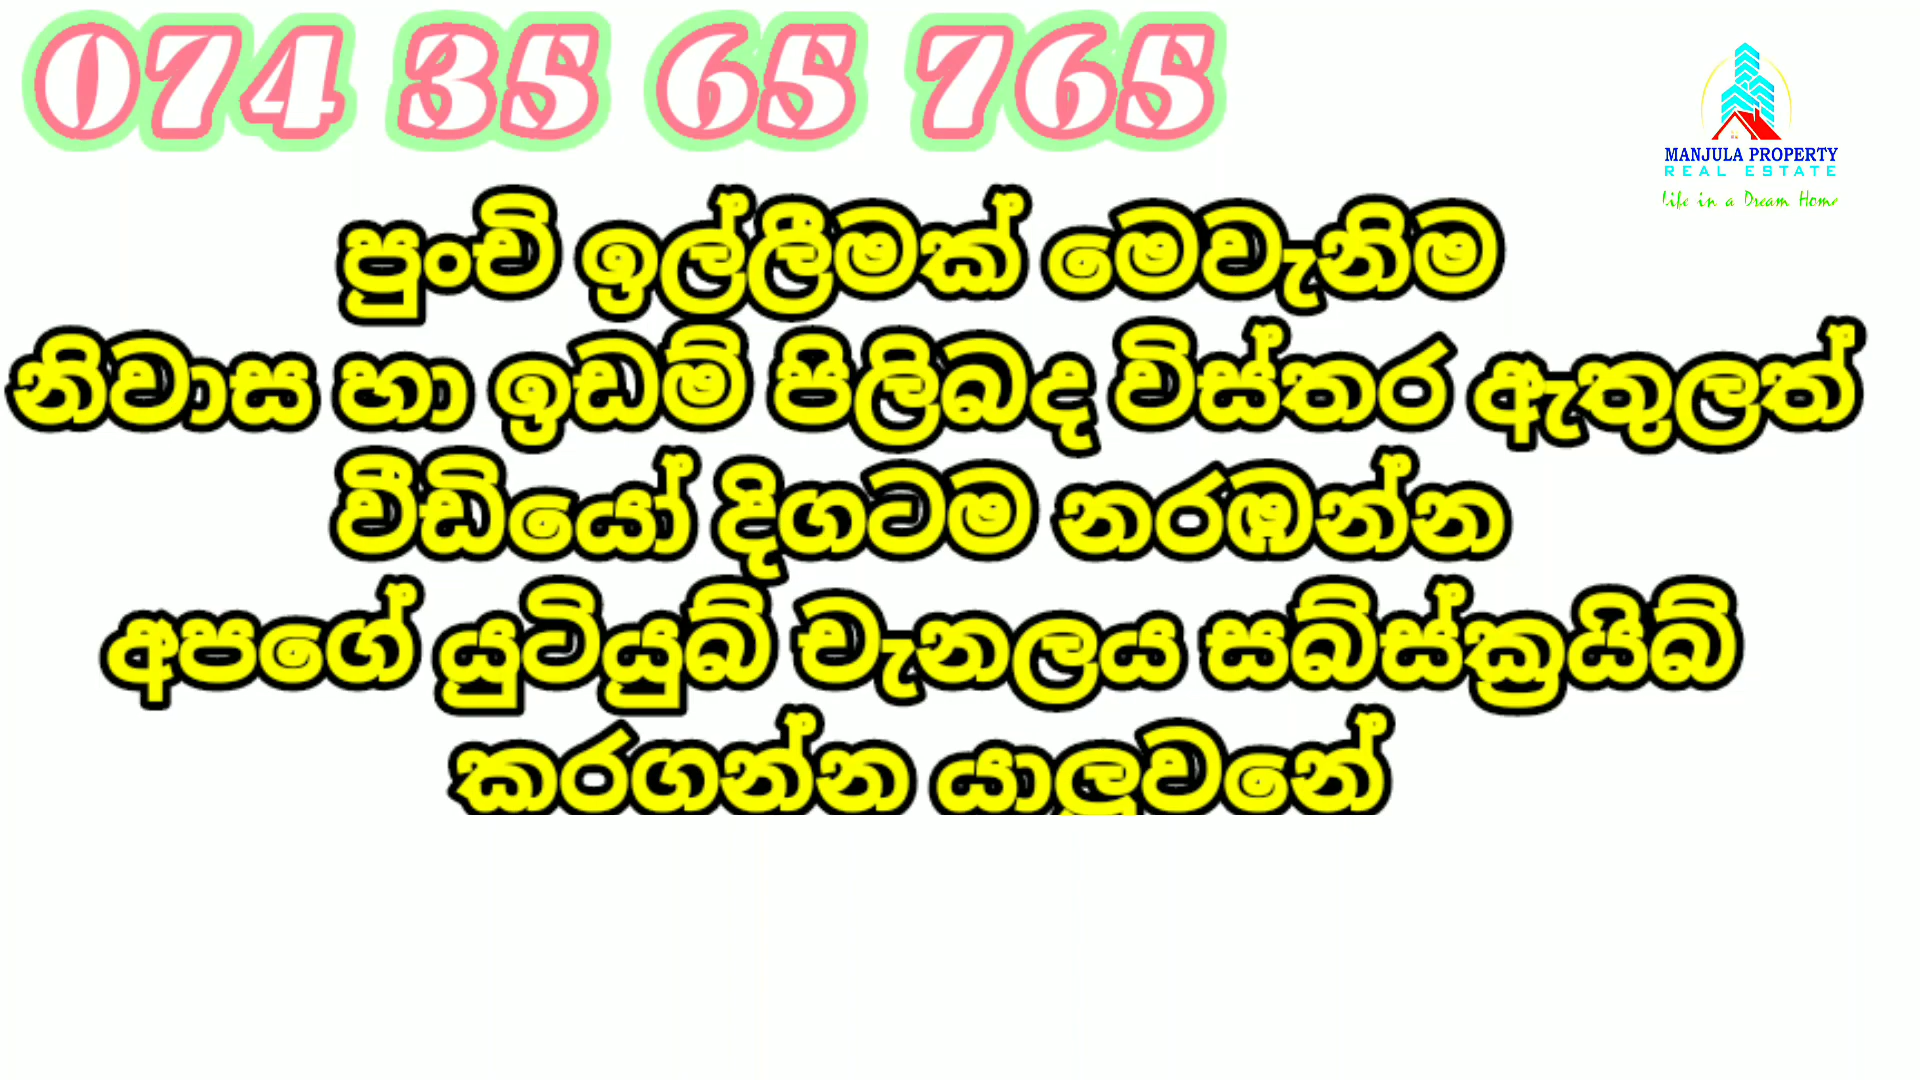 074 35 65 765
MANJULA PROPERTY
REAL ESTATE
Life in a Dream Home
පුංචි ඉල්ලීමක් මෙවැනිම
නිවාස හා ඉඩම් පිලිබද විස්තර ඇතුලත්
වීඩියෝ දිගටම නරඹන්න
අපගේ යුටියුබ් චැනලය සබ්ස්ක්‍රයිබ්
කරගන්න යාලුවනේ